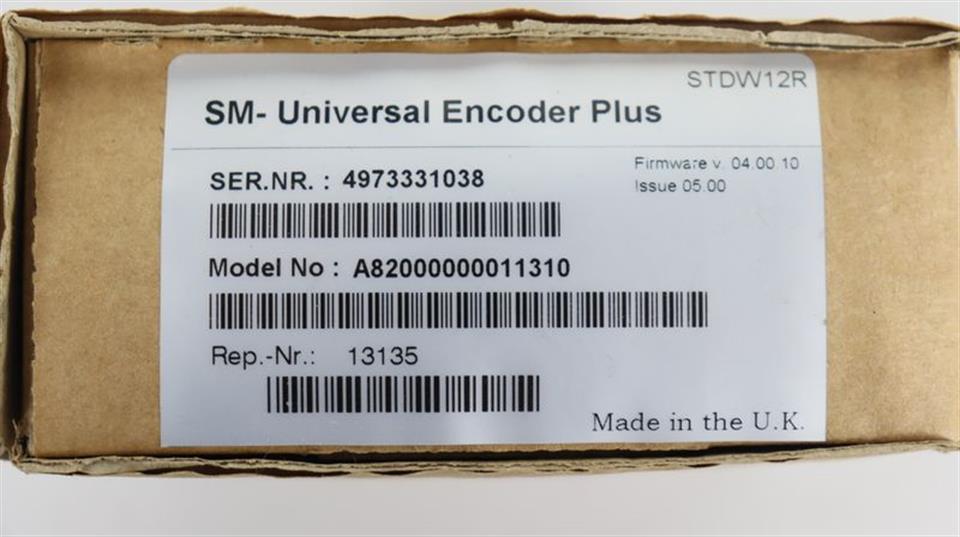 STDW12R
SM- Universal Encoder Plus
Firmware v. 04.00.10
Issue 05.00
SER.NR. : 4973331038
Model No : A82000000011310
Rep.-Nr.: 13135
Made in the U.K.